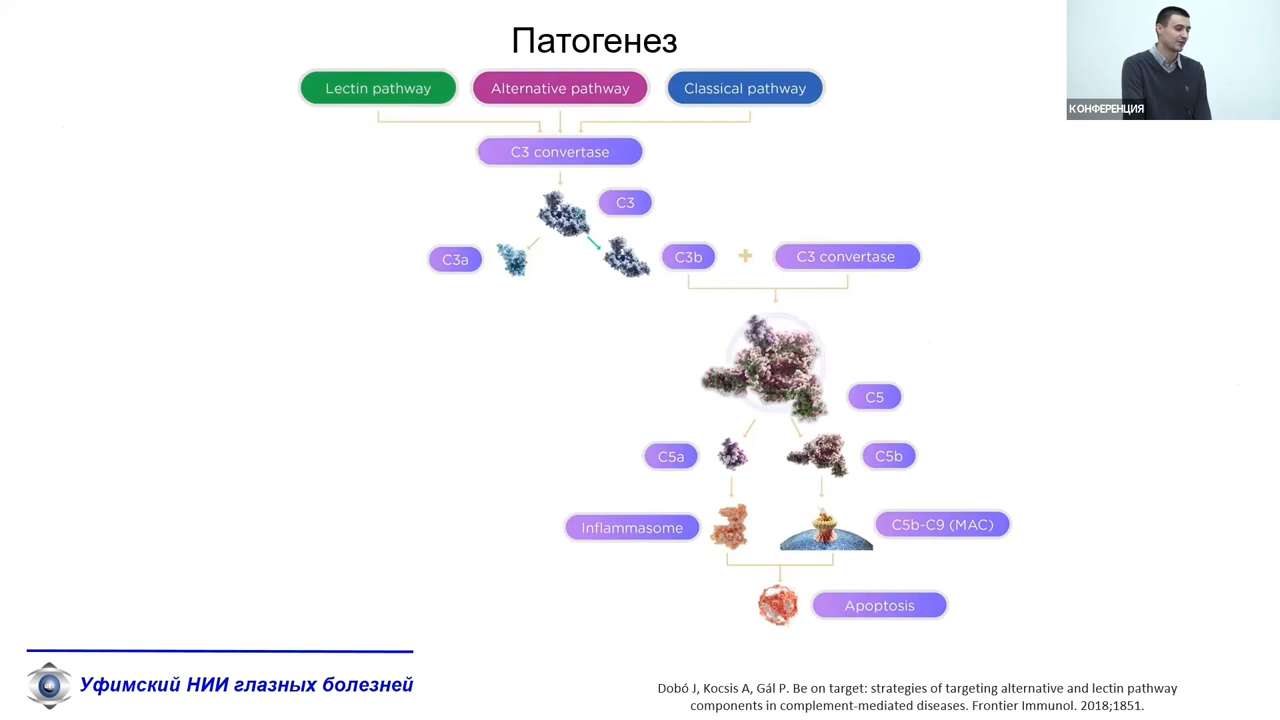 Патогенез
Lectin pathway
Alternative pathway
Classical pathway
КОНФЕРЕНЦИЯ
C3 convertase
C3
C3a
C3b
C3 convertase
C5
C5a
C5b
Inflammasome
C5b-C9 (MAC)
Apoptosis
Уфимский НИИ глазных болезней
Dobó J, Kocsis A, Gál P. Be on target: strategies of targeting alternative and lectin pathway
components in complement-mediated diseases. Frontier Immunol. 2018;1851.